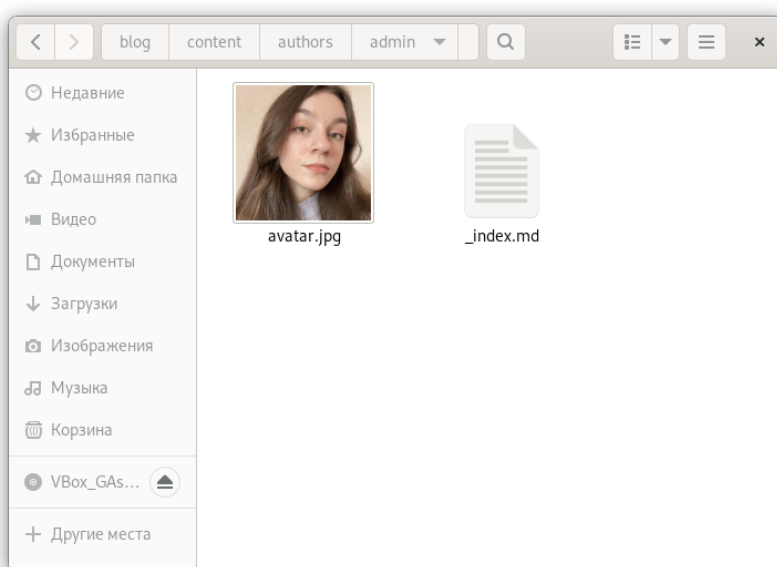 blog content authors admin
Недавние
Избранные
Домашняя папка
Видео
Документы
Загрузки
Изображения
Музыка
Корзина
VBox_GAs...
Другие места
avatar.jpg
_index.md